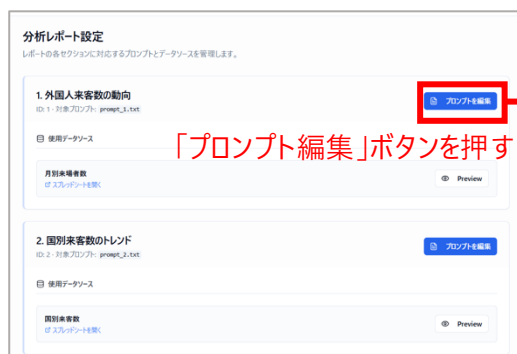 分析レポート設定
レポートの各セクションに対応するプロンプトとデータソースを管理します。
1. 外国人来客数の動向
プロンプトを編集
ID: 1 - 対象プロンプト: prompt_1.txt
使用データソース
「プロンプト編集」ボタンを押す
月別来場者数
Preview
スプレッドシートを開く
2. 国別来客数のトレンド
プロンプトを編集
ID: 2 - 対象プロンプト: prompt_2.txt
使用データソース
国別来客数
Preview
スプレッドシートを開く